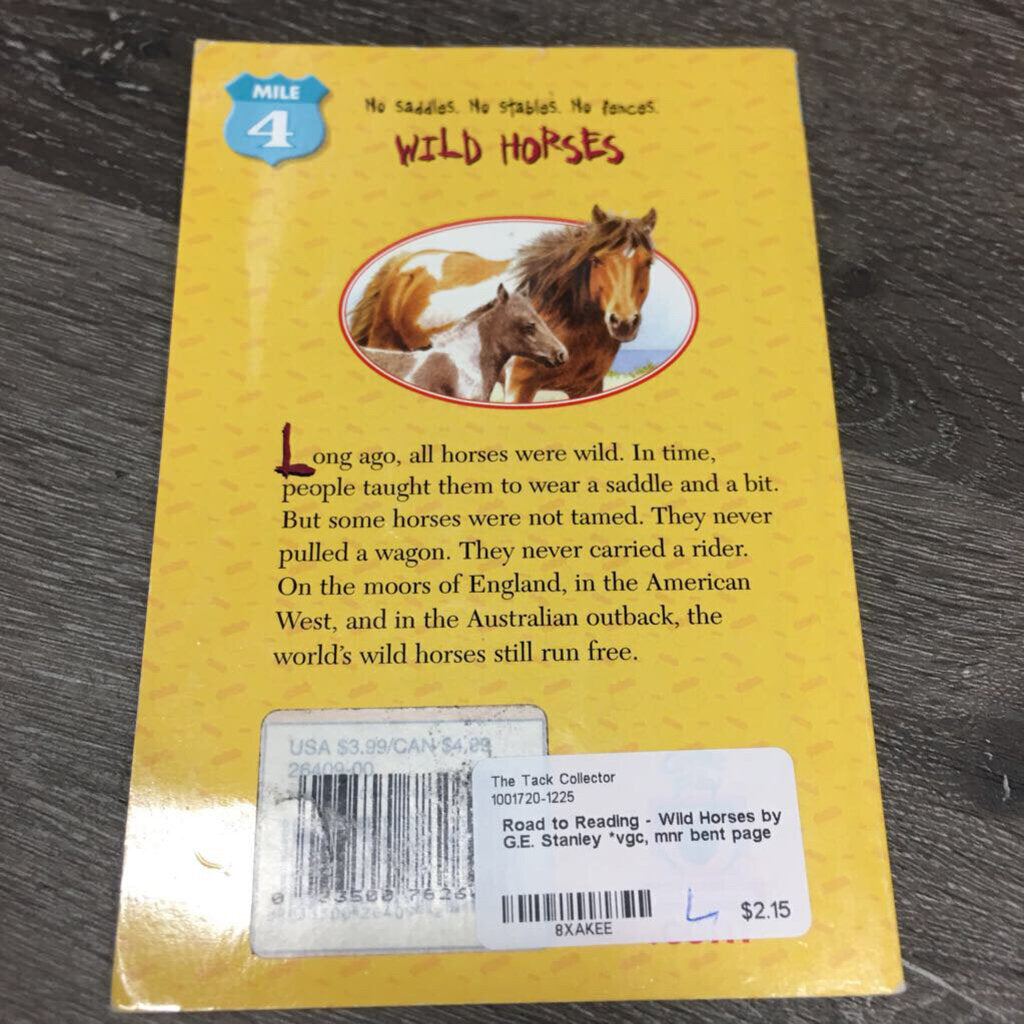 MILE
4
No saddles. No stables. No fences.
WILD HORSES
Long ago, all horses were wild. In time,
people taught them to wear a saddle and a bit.
But some horses were not tamed. They never
pulled a wagon. They never carried a rider.
On the moors of England, in the American
West, and in the Australian outback, the
world's wild horses still run free.
USA $3.99/CAN $4.99
26409-00
The Tack Collector
1001720-1225
Road to Reading - Wild Horses by
G.E. Stanley *vgc, mnr bent page
8XAKEE
L
$2.15